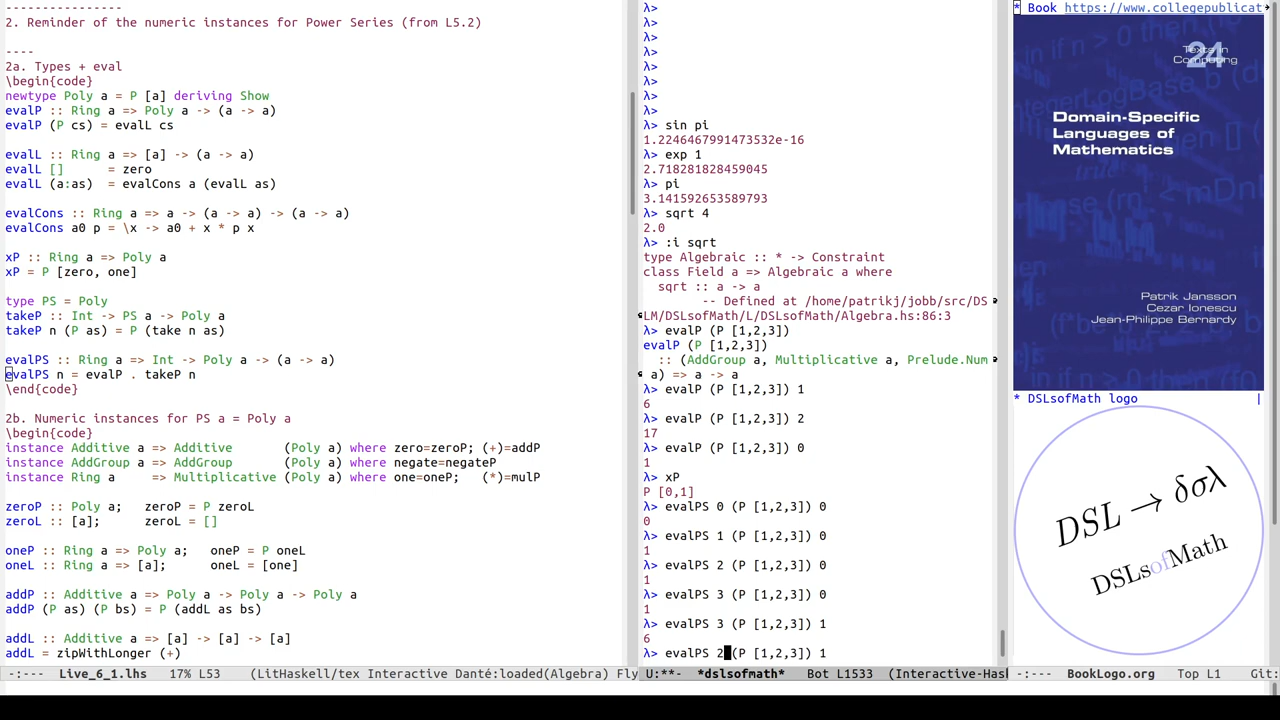 ---------------
2. Reminder of the numeric instances for Power Series (from L5.2)
----
2a. Types + eval
\begin{code}
newtype Poly a = P [a] deriving Show
evalP :: Ring a => Poly a -> (a -> a)
evalP (P cs) = evalL cs
evalL :: Ring a => [a] -> (a -> a)
evalL []      = zero
evalL (a:as)  = evalCons a (evalL as)
evalCons :: Ring a => a -> (a -> a) -> (a -> a)
evalCons a0 p = \x -> a0 + x * p x
xP :: Ring a => Poly a
xP = P [zero, one]
type PS = Poly
takeP :: Int -> PS a -> Poly a
takeP n (P as) = P (take n as)
evalPS :: Ring a => Int -> Poly a -> (a -> a)
evalPS n = evalP . takeP n
\end{code}
2b. Numeric instances for PS a = Poly a
\begin{code}
instance Additive a => Additive       (Poly a) where zero=zeroP; (+)=addP
instance AddGroup a => AddGroup       (Poly a) where negate=negateP
instance Ring a     => Multiplicative (Poly a) where one=oneP;   (*)=mulP
zeroP :: Poly a;   zeroP = P zeroL
zeroL :: [a];      zeroL = []
oneP :: Ring a => Poly a;   oneP = P oneL
oneL :: Ring a => [a];      oneL = [one]
addP :: Additive a => Poly a -> Poly a -> Poly a
addP (P as) (P bs) = P (addL as bs)
addL :: Additive a => [a] -> [a] -> [a]
addL = zipWithLonger (+)
-:---  Live_6_1.lhs   17% L53    (LitHaskell/tex Interactive Danté:loaded(Algebra) Fly
λ>
λ>
λ>
λ>
λ>
λ>
λ>
λ>
λ> sin pi
1.2246467991473532e-16
λ> exp 1
2.718281828459045
λ> pi
3.141592653589793
λ> sqrt 4
2.0
λ> :i sqrt
type Algebraic :: * -> Constraint
class Field a => Algebraic a where
  sqrt :: a -> a
        -- Defined at /home/patrikj/jobb/src/DS
LM/DSLsofMath/L/DSLsofMath/Algebra.hs:86:3
λ> evalP (P [1,2,3])
evalP (P [1,2,3])
  :: (AddGroup a, Multiplicative a, Prelude.Num
 a) => a -> a
λ> evalP (P [1,2,3]) 1
6
λ> evalP (P [1,2,3]) 2
17
λ> evalP (P [1,2,3]) 0
1
λ> xP
P [0,1]
λ> evalPS 0 (P [1,2,3]) 0
0
λ> evalPS 1 (P [1,2,3]) 0
1
λ> evalPS 2 (P [1,2,3]) 0
1
λ> evalPS 3 (P [1,2,3]) 0
1
λ> evalPS 3 (P [1,2,3]) 1
6
λ> evalPS 2 (P [1,2,3]) 1
U:**-  *dslsofmath*   Bot L1533  (Interactive-Has
* Book https://www.collegepublicat
24
Texts in
Computing
Domain-Specific
Languages of
Mathematics
Patrik Jansson
Cezar Ionescu
Jean-Philippe Bernardy
* DSLsofMath logo
DSL → δσλ
DSLsofMath
-:---  BookLogo.org   Top L1   Git: